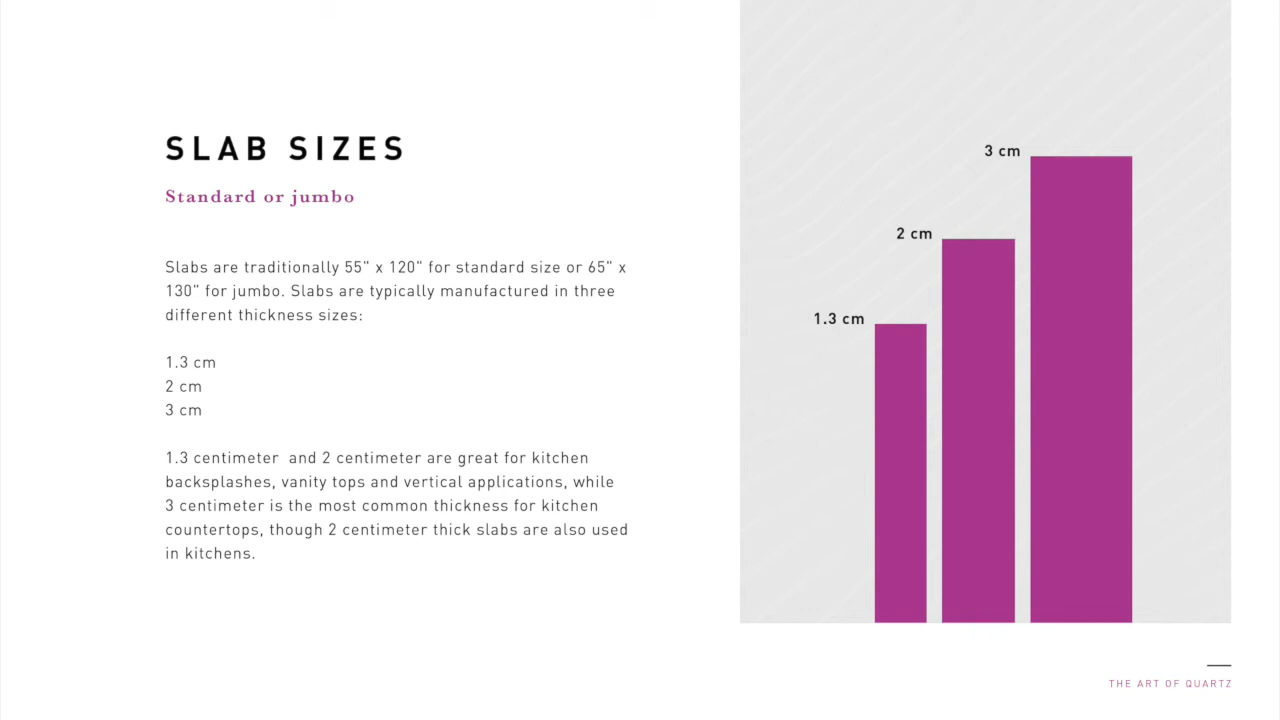 SLAB SIZES
Standard or jumbo
Slabs are traditionally 55" x 120" for standard size or 65" x
130" for jumbo. Slabs are typically manufactured in three
different thickness sizes:
1.3 cm
2 cm
3 cm
1.3 centimeter  and 2 centimeter are great for kitchen
backsplashes, vanity tops and vertical applications, while
3 centimeter is the most common thickness for kitchen
countertops, though 2 centimeter thick slabs are also used
in kitchens.
3 cm
2 cm
1.3 cm
THE ART OF QUARTZ